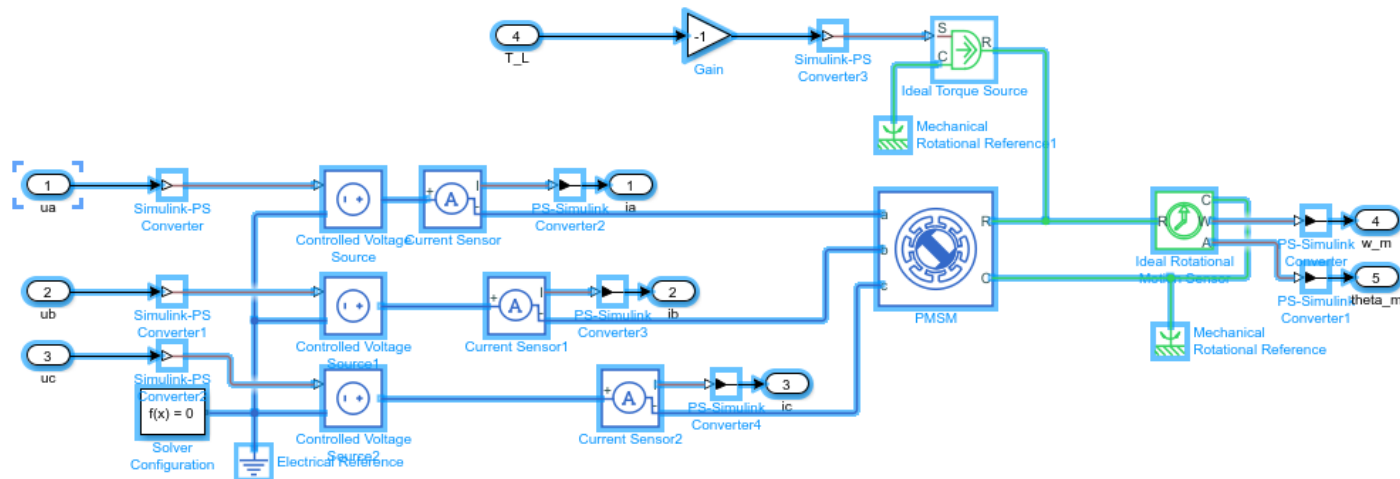 4
T_L
-1
Gain
Simulink-PS
Converter3
S
C
R
Ideal Torque Source
Mechanical
Rotational Reference1
1
ua
Simulink-PS
Converter
Controlled Voltage
Source
+
A
I
-
Current Sensor
PS-Simulink
Converter2
1
ia
2
ub
Simulink-PS
Converter1
Controlled Voltage
Source1
+
A
I
-
Current Sensor1
PS-Simulink
Converter3
2
ib
3
uc
Simulink-PS
Converter2
f(x) = 0
Solver
Configuration
Controlled Voltage
Source2
Electrical Reference
+
A
I
-
Current Sensor2
PS-Simulink
Converter4
3
ic
a
b
c
R
C
PMSM
R
C
W
A
Ideal Rotational
Motion Sensor
Mechanical
Rotational Reference
PS-Simulink
Converter
4
w_m
PS-Simulink
Converter1
5
theta_m